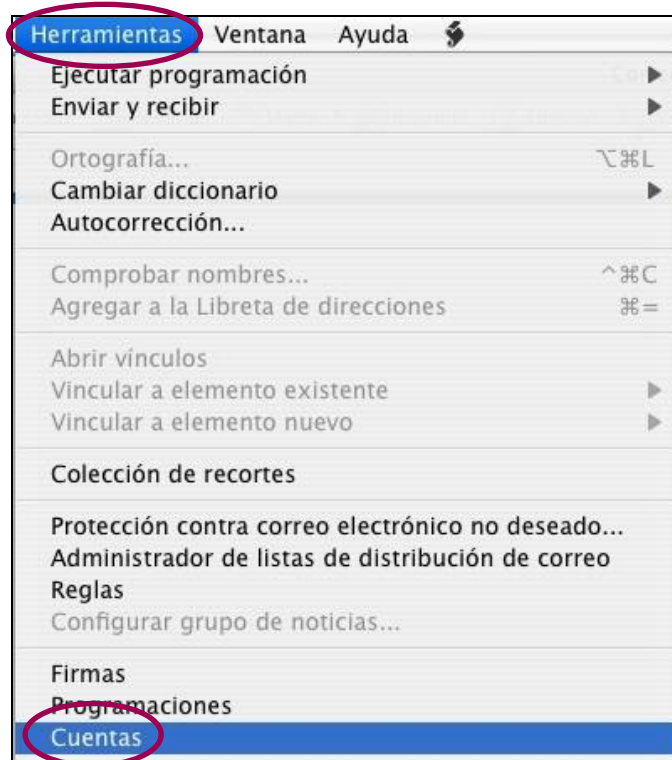 Herramientas Ventana Ayuda
Ejecutar programación
Enviar y recibir
Ortografía... ⌥⌘L
Cambiar diccionario
Autocorrección...
Comprobar nombres... ^⌘C
Agregar a la Libreta de direcciones ⌘=
Abrir vínculos
Vincular a elemento existente
Vincular a elemento nuevo
Colección de recortes
Protección contra correo electrónico no deseado...
Administrador de listas de distribución de correo
Reglas
Configurar grupo de noticias...
Firmas
Programaciones
Cuentas